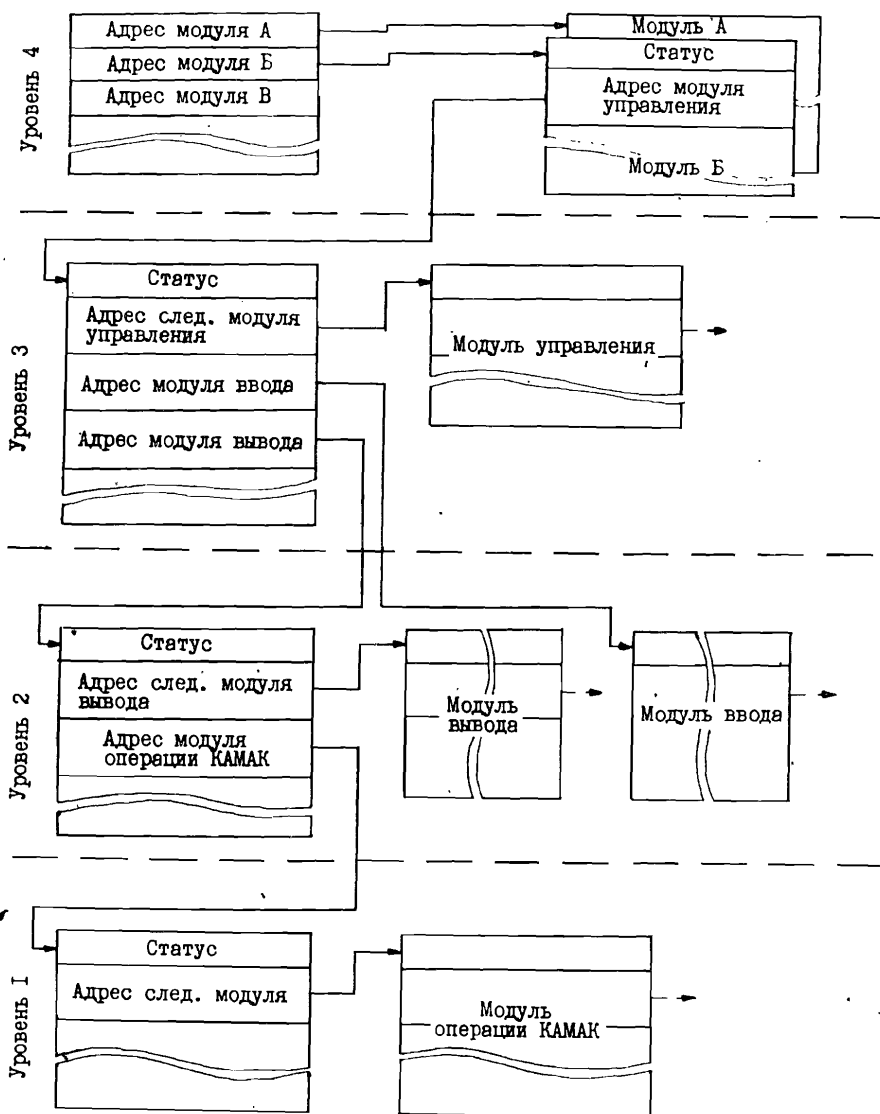 Уровень 4
Адрес модуля А
Адрес модуля Б
Адрес модуля В
Модуль А
Статус
Адрес модуля
управления
Модуль Б
Уровень 3
Статус
Адрес след. модуля
управления
Адрес модуля ввода
Адрес модуля вывода
Модуль управления
Уровень 2
Статус
Адрес след. модуля
вывода
Адрес модуля
операции КАМАК
Модуль
вывода
Модуль ввода
Уровень I
Статус
Адрес след. модуля
Модуль
операции КАМАК